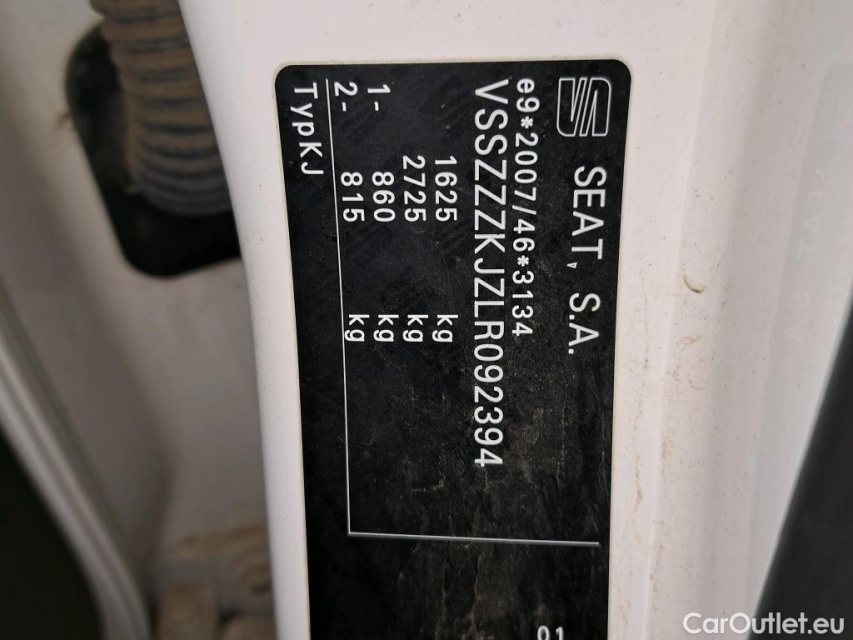 SEAT, S.A.
e9*2007/46*3134
VSSZZZKJZLR092394
1625 kg
2725 kg
1- 860 kg
2- 815 kg
TypKJ
01
CarOutlet.eu